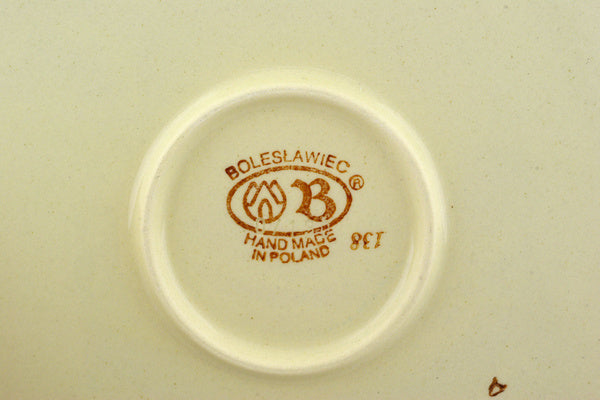 BOLESŁAWIEC
B ®
HAND MADE
IN POLAND
138